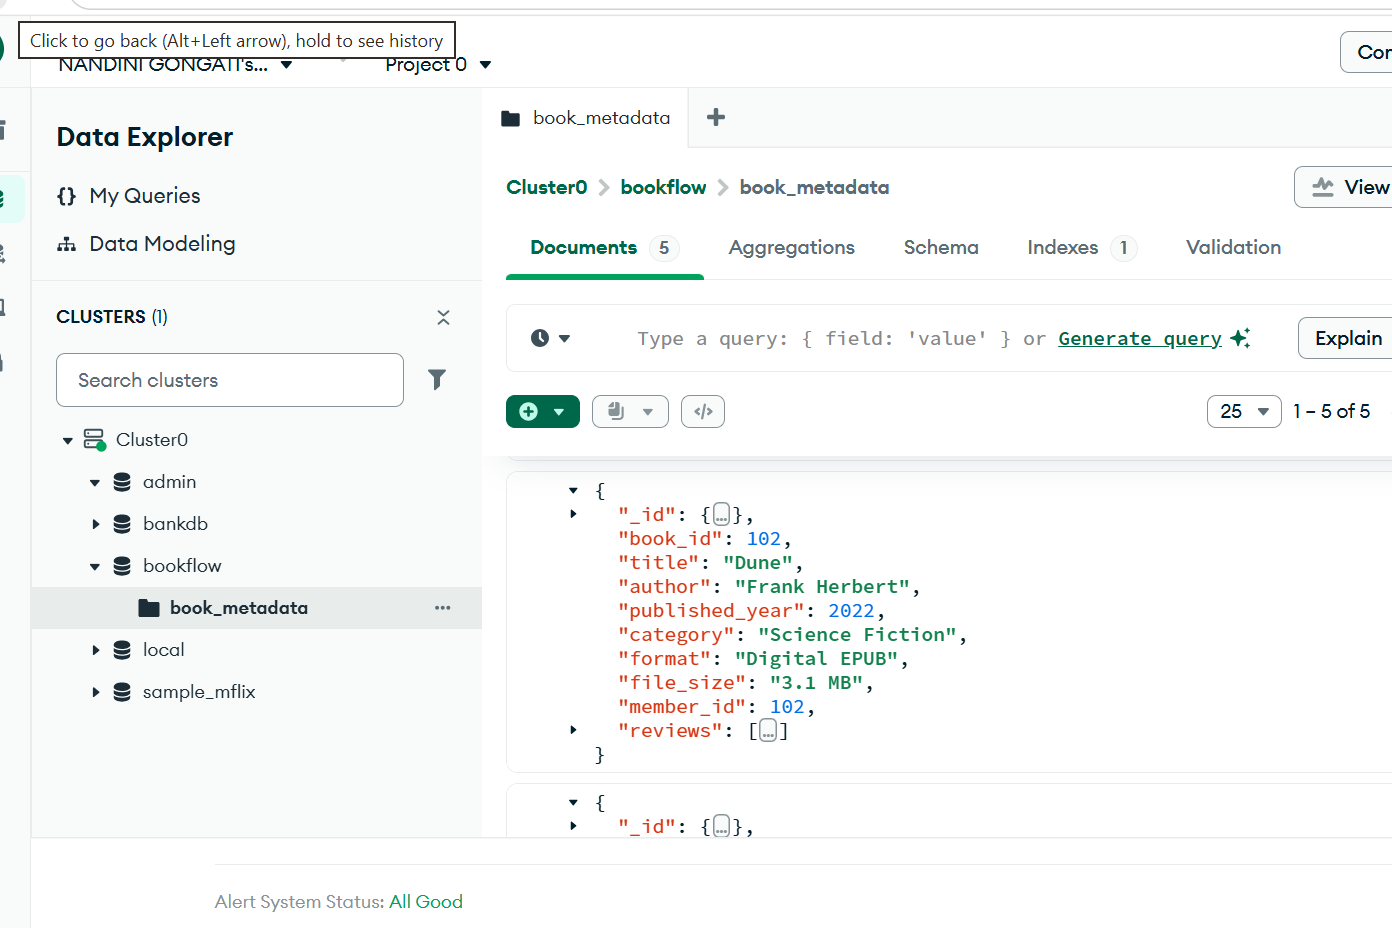 Click to go back (Alt+Left arrow), hold to see history
NANDINI GONGATI's...
Project 0
Data Explorer
My Queries
Data Modeling
CLUSTERS (1)
Search clusters
Cluster0
admin
bankdb
bookflow
book_metadata
local
sample_mflix
book_metadata
Cluster0 > bookflow > book_metadata
View
Documents 5 Aggregations Schema Indexes 1 Validation
Type a query: { field: 'value' } or Generate query
Explain
25 1 – 5 of 5
{
"_id": {…},
"book_id": 102,
"title": "Dune",
"author": "Frank Herbert",
"published_year": 2022,
"category": "Science Fiction",
"format": "Digital EPUB",
"file_size": "3.1 MB",
"member_id": 102,
"reviews": […]
}
{
"_id": {…},
Alert System Status: All Good